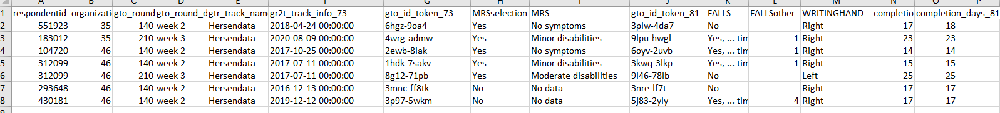 A B C D E F G H I J K L M N O P
1 respondentid organizatio gto_round gto_round_d gtr_track_nam gr2t_track_info_73 gto_id_token_73 MRSselection MRS gto_id_token_81 FALLS FALLSother WRITINGHAND completio completion_days_81
2 551923 35 140 week 2 Hersendata 2018-04-24 00:00:00 6hgz-9oa4 Yes No symptoms 3plw-4da7 No Right 17 18
3 183012 35 210 week 3 Hersendata 2020-08-09 00:00:00 4wrg-admw Yes Minor disabilities 9lpu-hwgl Yes, ... tim 1 Right 23 23
4 104720 46 140 week 2 Hersendata 2017-10-25 00:00:00 2ewb-8iak Yes No symptoms 6oyv-2uvb Yes, ... tim 1 Right 14 14
5 312099 46 140 week 2 Hersendata 2017-07-11 00:00:00 1hdk-7sakv Yes Minor disabilities 3kwq-3lkp Yes, ... tim 1 Right 15 15
6 312099 46 210 week 3 Hersendata 2017-07-11 00:00:00 8g12-71pb Yes Moderate disabilities 9l46-78lb No Left 25 25
7 293648 46 140 week 2 Hersendata 2016-12-13 00:00:00 3mnc-ff8tk No No data 3nre-lf7t No Right 17 17
8 430181 46 140 week 2 Hersendata 2019-12-12 00:00:00 3p97-5wkm No No data 5j83-2yly Yes, ... tim 4 Right 17 17